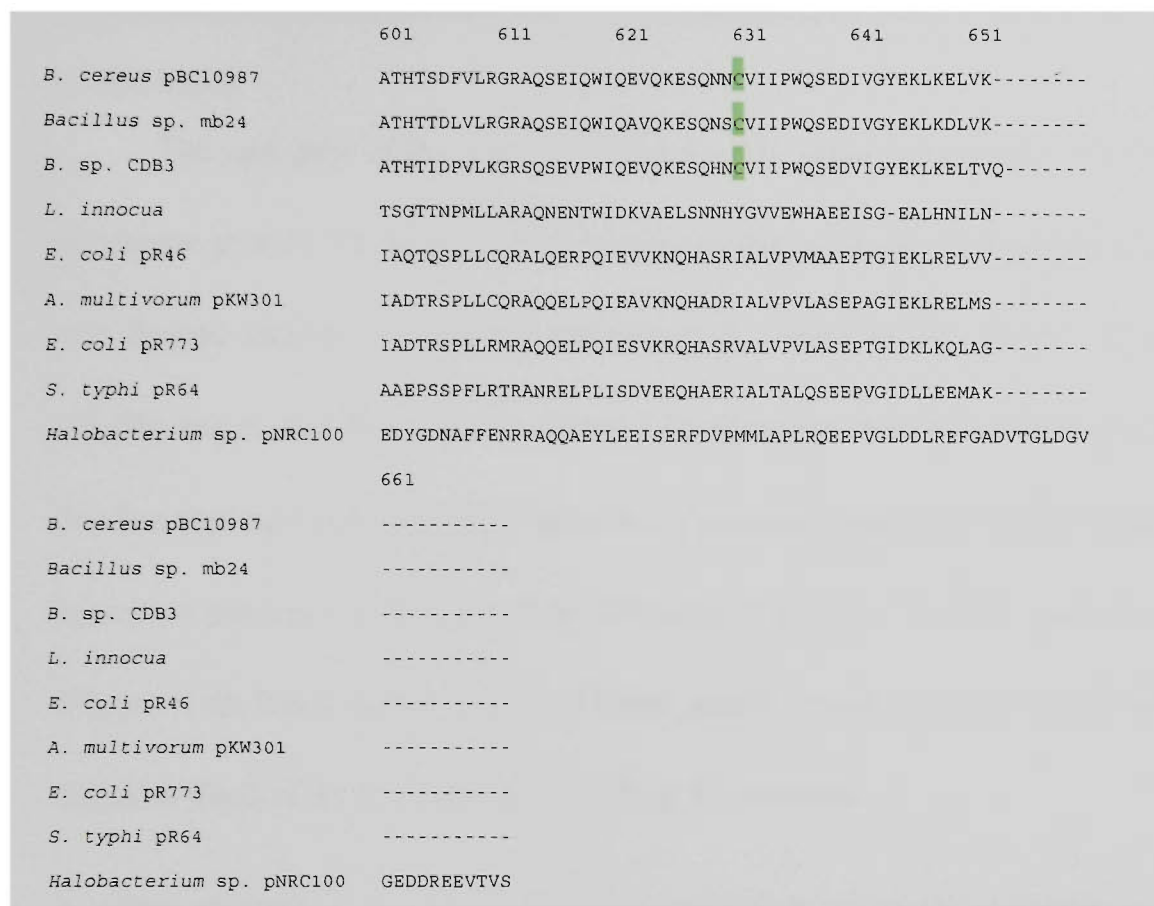 601 611 621 631 641 651
B. cereus pBC10987 ATHTSDFVLRGRAQSEIQWIQEVQKESQNNCVIIPWQSEDIVGYEKLKELVK--------
Bacillus sp. mb24 ATHTTDLVLRGRAQSEIQWIQAVQKESQNSCVIIPWQSEDIVGYEKLKDLVK--------
B. sp. CDB3 ATHTIDPVLKGRSQSEVPWIQEVQKESQHNCVIIPWQSEDVIGYEKLKELTVQ-------
L. innocua TSGTTNPMLLARAQNENTWIDKVAELSNNHYGVVEWHAEEISG-EALHNILN--------
E. coli pR46 IAQTQSPLLCQRALQERPQIEVVKNQHASRIALVPVMAAEPTGIEKLRELVV--------
A. multivorum pKW301 IADTRSPLLCQRAQQELPQIEAVKNQHADRIALVPVLASEPAGIEKLRELMS--------
E. coli pR773 IADTRSPLLRMRAQQELPQIESVKRQHASRVALVPVLASEPTGIDKLKQLAG--------
S. typhi pR64 AAEPSSPFLRTRANRELPLISDVEEQHAERIALTALQSEEPVGIDLLEEMAK--------
Halobacterium sp. pNRC100 EDYGDNAFFENRRAQQAEYLEEISERFDVPMMLAPLRQEEPVGLDDLREFGADVTGLDGV
661
B. cereus pBC10987 -----------
Bacillus sp. mb24 -----------
B. sp. CDB3 -----------
L. innocua -----------
E. coli pR46 -----------
A. multivorum pKW301 -----------
E. coli pR773 -----------
S. typhi pR64 -----------
Halobacterium sp. pNRC100 GEDDREEVTVS